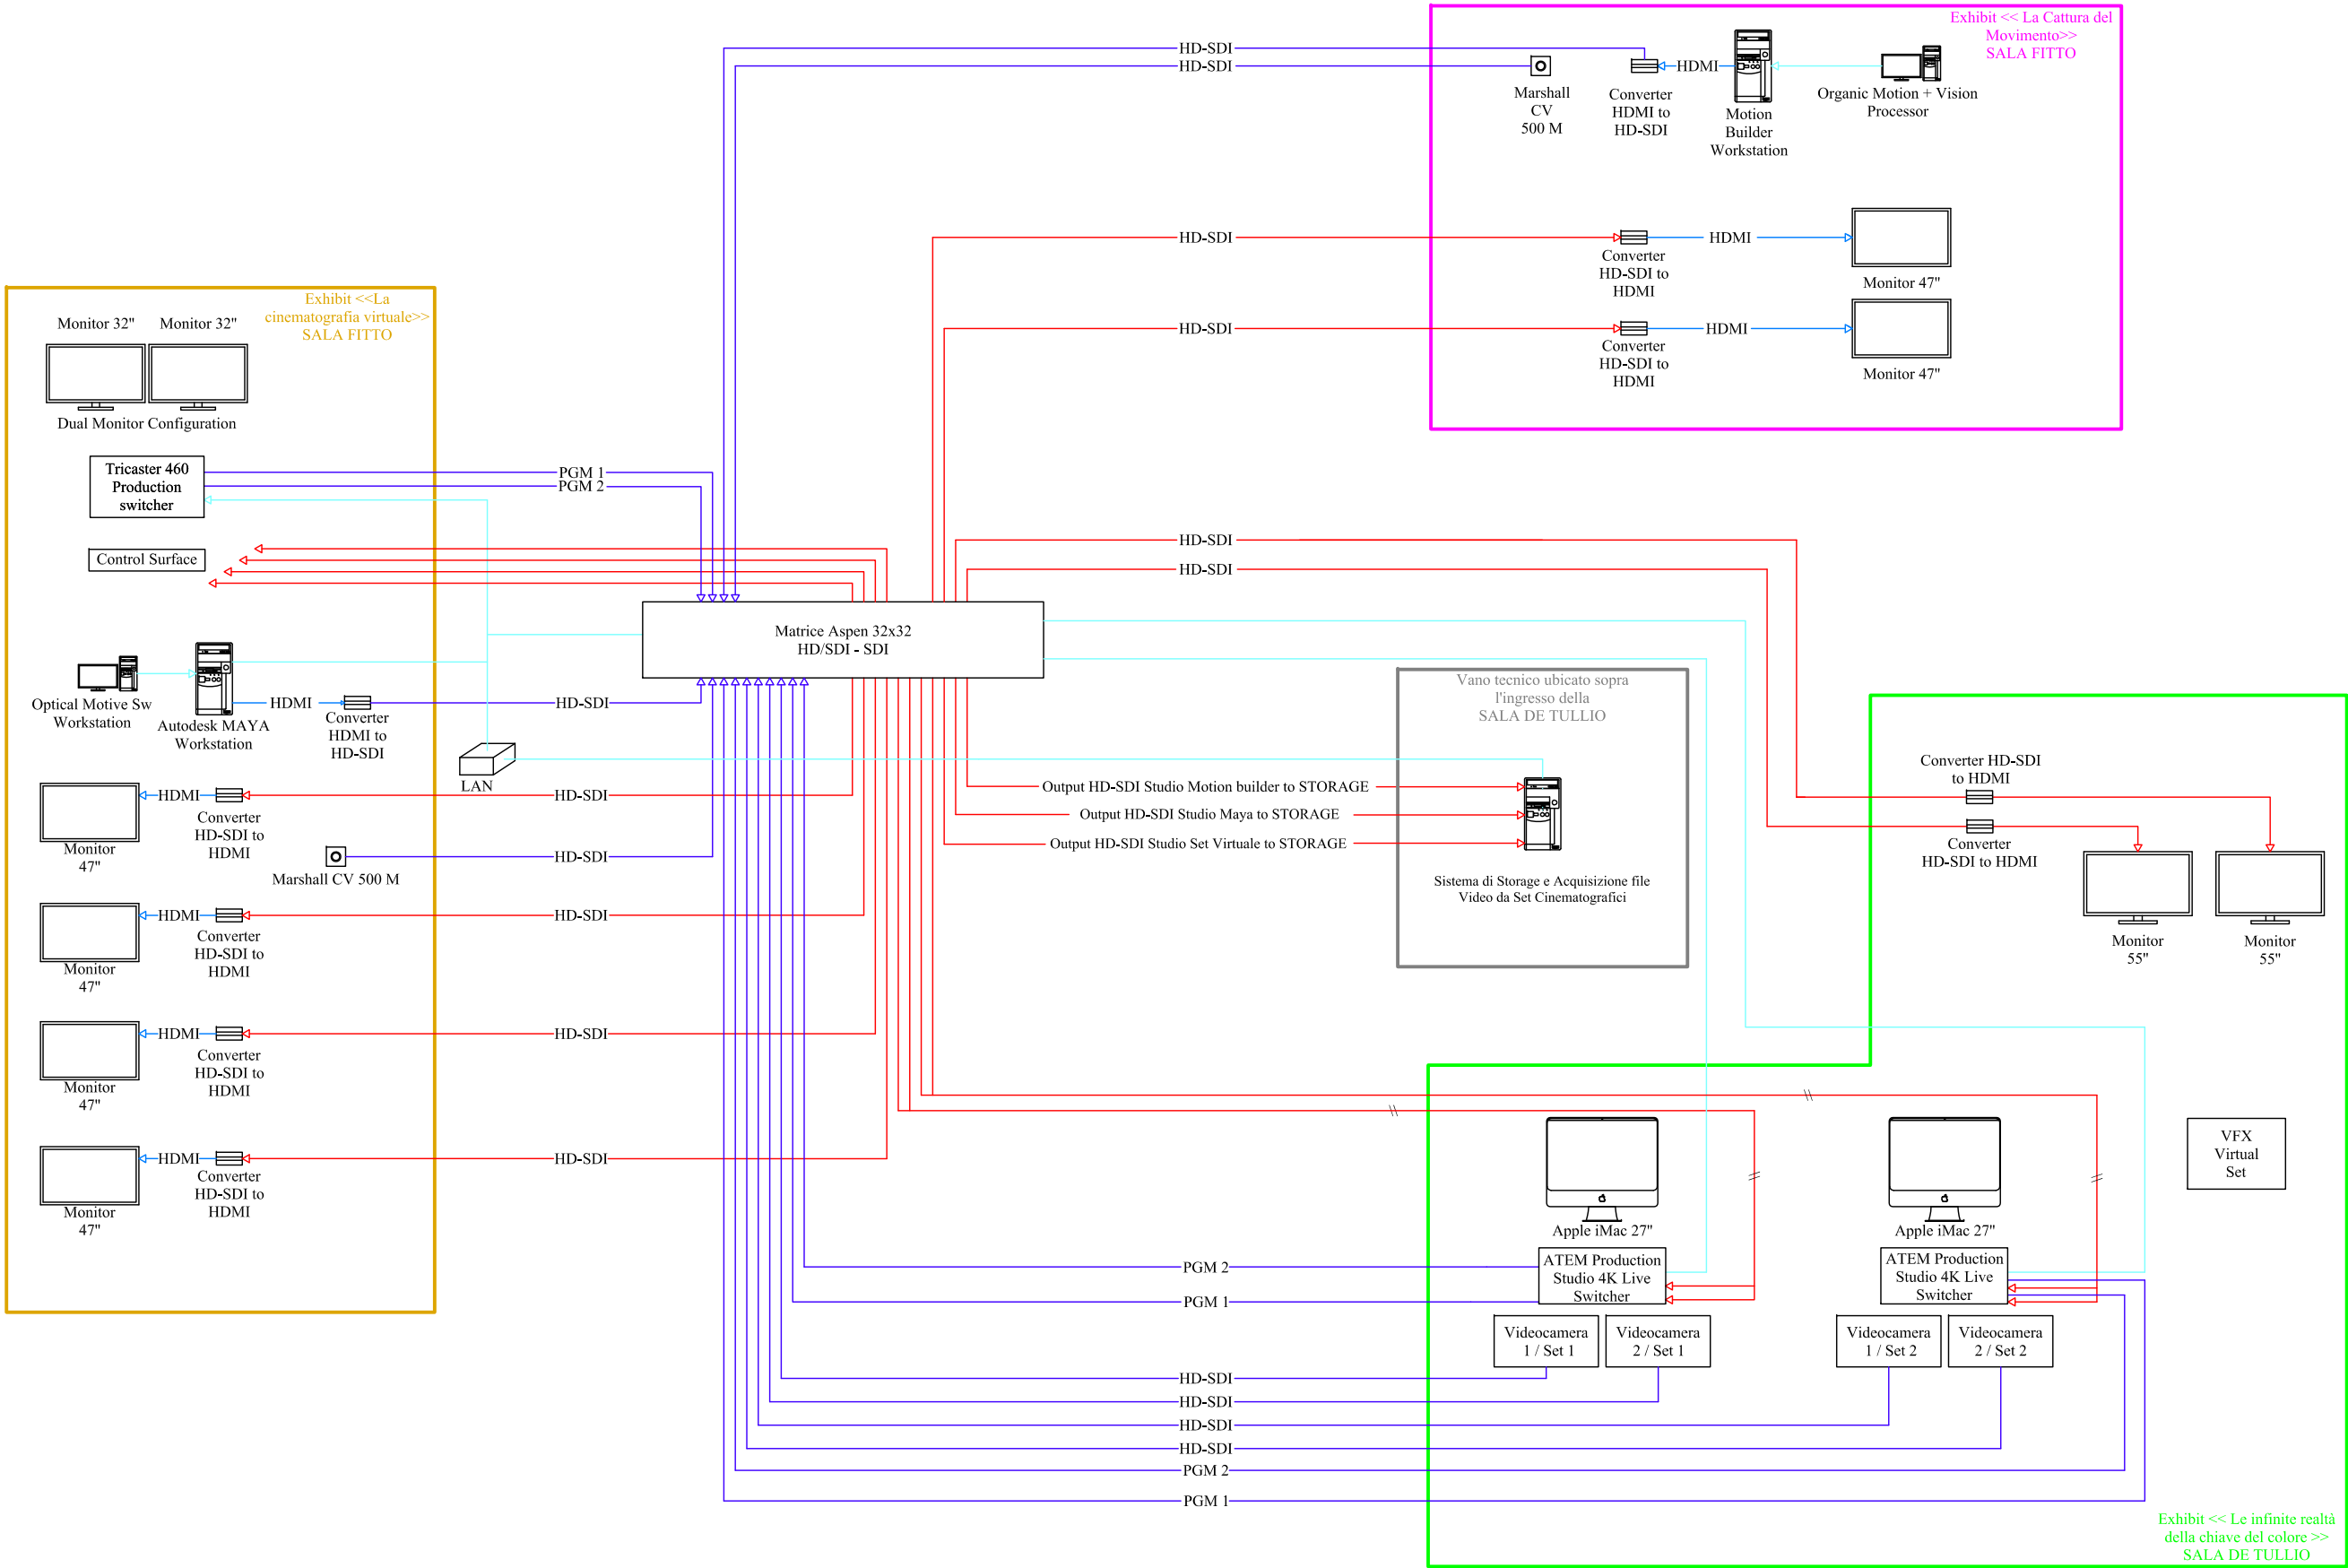 Exhibit << La Cattura del
Movimento>>
SALA FITTO
HD-SDI
HD-SDI
HDMI
Marshall
CV
500 M
Converter
HDMI to
HD-SDI
Motion
Builder
Workstation
Organic Motion + Vision
Processor
HD-SDI
HDMI
Converter
HD-SDI to
HDMI
Monitor 47"
HD-SDI
HDMI
Converter
HD-SDI to
HDMI
Monitor 47"
Exhibit <<La
cinematografia virtuale>>
SALA FITTO
Monitor 32"
Monitor 32"
Dual Monitor Configuration
Tricaster 460
Production
switcher
PGM 1
PGM 2
Control Surface
HD-SDI
HD-SDI
Matrice Aspen 32x32
HD/SDI - SDI
Optical Motive Sw
Workstation
Autodesk MAYA
Workstation
HDMI
Converter
HDMI to
HD-SDI
HD-SDI
LAN
Vano tecnico ubicato sopra
l'ingresso della
SALA DE TULLIO
Output HD-SDI Studio Motion builder to STORAGE
Output HD-SDI Studio Maya to STORAGE
Output HD-SDI Studio Set Virtuale to STORAGE
Sistema di Storage e Acquisizione file
Video da Set Cinematografici
Converter HD-SDI
to HDMI
Converter
HD-SDI to HDMI
Monitor
55"
Monitor
55"
HDMI
Converter
HD-SDI to
HDMI
HD-SDI
Monitor
47"
Marshall CV 500 M
HD-SDI
HDMI
Converter
HD-SDI to
HDMI
HD-SDI
Monitor
47"
HDMI
Converter
HD-SDI to
HDMI
HD-SDI
Monitor
47"
HDMI
Converter
HD-SDI to
HDMI
HD-SDI
Monitor
47"
Apple iMac 27"
Apple iMac 27"
VFX
Virtual
Set
ATEM Production
Studio 4K Live
Switcher
ATEM Production
Studio 4K Live
Switcher
PGM 2
PGM 1
Videocamera
1 / Set 1
Videocamera
2 / Set 1
Videocamera
1 / Set 2
Videocamera
2 / Set 2
HD-SDI
HD-SDI
HD-SDI
HD-SDI
PGM 2
PGM 1
Exhibit << Le infinite realtà
della chiave del colore >>
SALA DE TULLIO